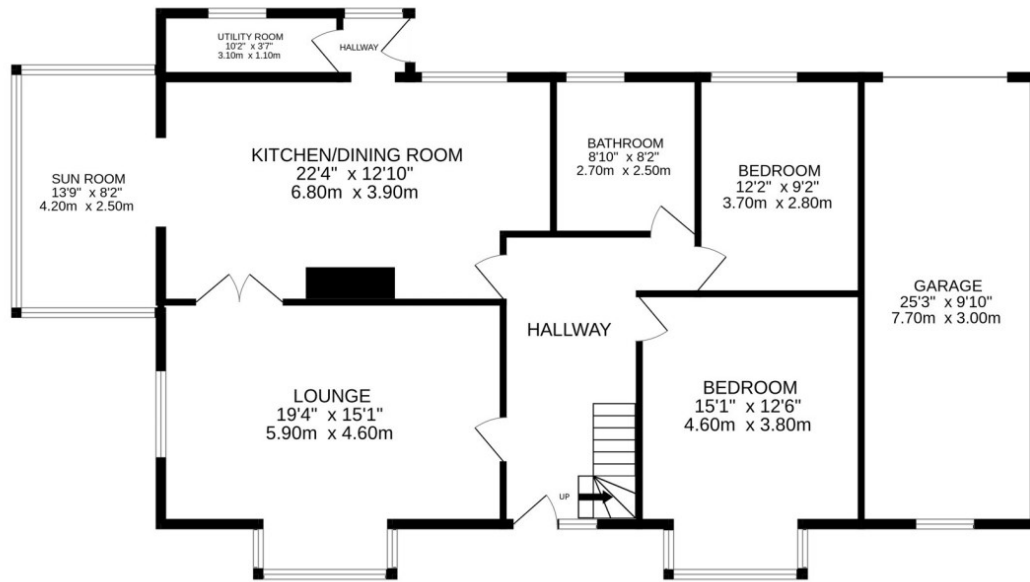 UTILITY ROOM
10'2" x 3'7"
3.10m x 1.10m
HALLWAY
SUN ROOM
13'9" x 8'2"
4.20m x 2.50m
KITCHEN/DINING ROOM
22'4" x 12'10"
6.80m x 3.90m
BATHROOM
8'10" x 8'2"
2.70m x 2.50m
BEDROOM
12'2" x 9'2"
3.70m x 2.80m
GARAGE
25'3" x 9'10"
7.70m x 3.00m
HALLWAY
LOUNGE
19'4" x 15'1"
5.90m x 4.60m
BEDROOM
15'1" x 12'6"
4.60m x 3.80m
UP